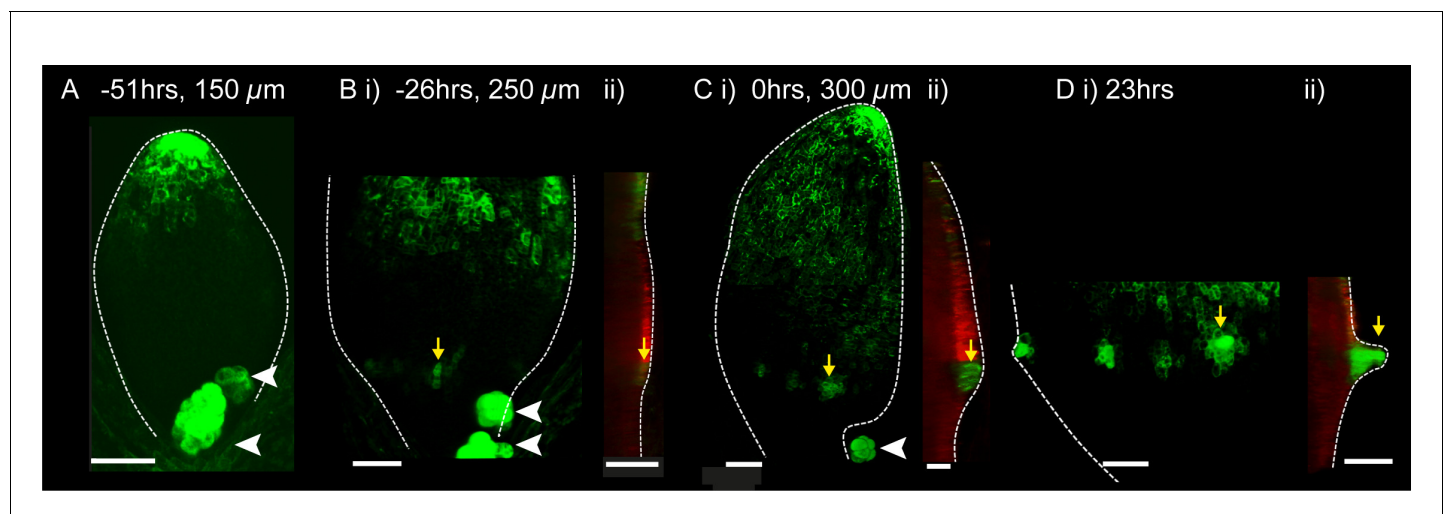 A -51hrs, 150 µm B i) -26hrs, 250 µm ii) C i) 0hrs, 300 µm ii) D i) 23hrs ii)